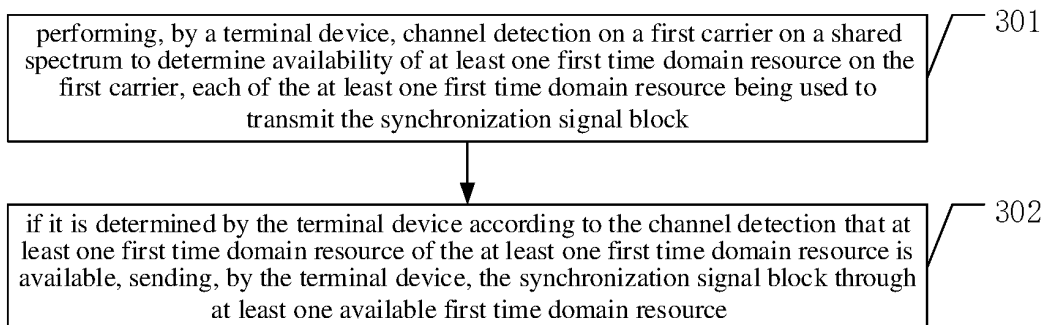 performing, by a terminal device, channel detection on a first carrier on a shared
301
spectrum to determine availability of at least one first time domain resource on the
first carrier, each of the at least one first time domain resource being used to
transmit the synchronization signal block
if it is determined by the terminal device according to the channel detection that at
302
least one first time domain resource of the at least one first time domain resource is
available, sending, by the terminal device, the synchronization signal block through
at least one available first time domain resource